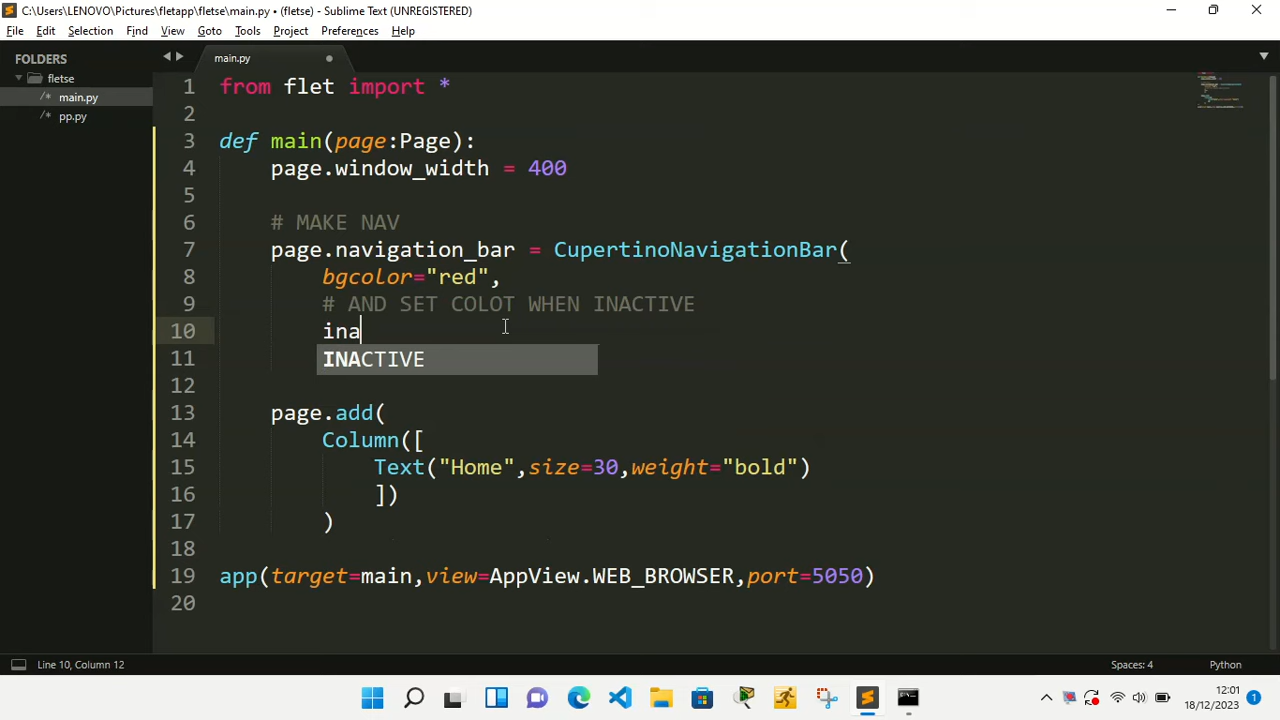 C:\Users\LENOVO\Pictures\fletapp\fletse\main.py • (fletse) - Sublime Text (UNREGISTERED)
File Edit Selection Find View Goto Tools Project Preferences Help
FOLDERS
fletse
/* main.py
/* pp.py
main.py
1 from flet import *
2
3 def main(page:Page):
4 page.window_width = 400
5
6 # MAKE NAV
7 page.navigation_bar = CupertinoNavigationBar(
8 bgcolor="red",
9 # AND SET COLOT WHEN INACTIVE
10 ina
11 INACTIVE
12
13 page.add(
14 Column([
15 Text("Home",size=30,weight="bold")
16 ])
17 )
18
19 app(target=main,view=AppView.WEB_BROWSER,port=5050)
20
Line 10, Column 12
Spaces: 4
Python
12:01
18/12/2023
1